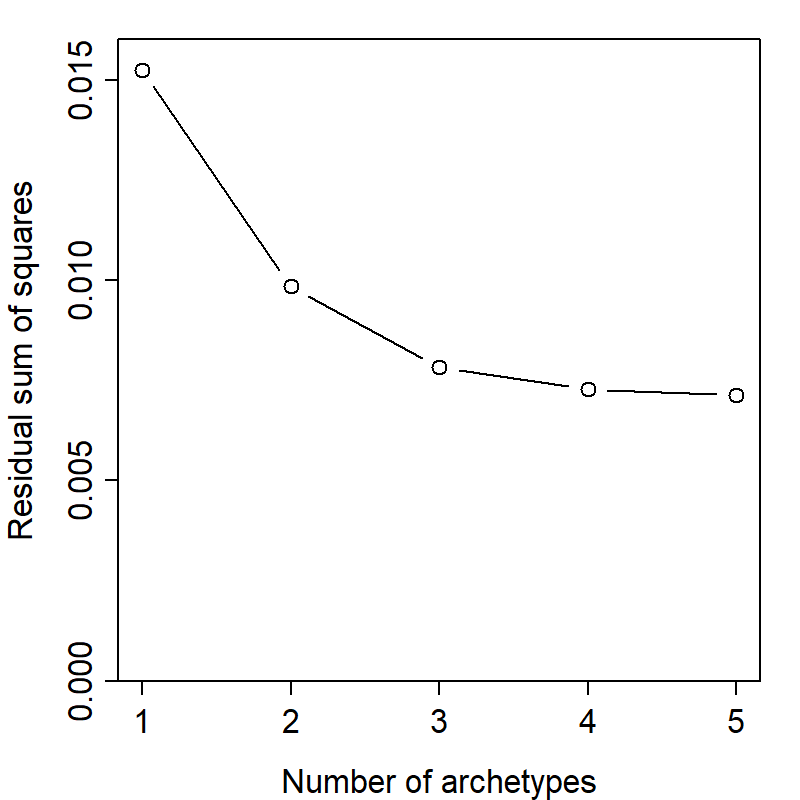 Residual sum of squares
0.015
0.010
0.005
0.000
1 2 3 4 5
Number of archetypes